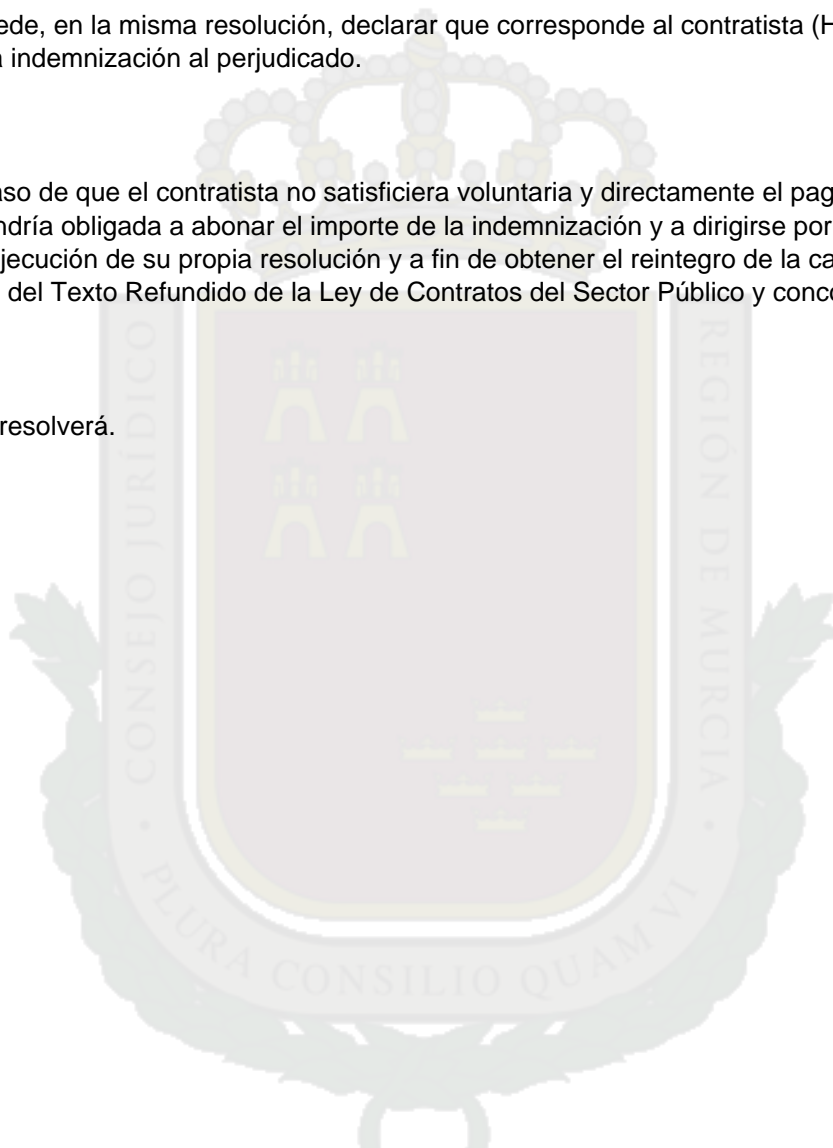 ede, en la misma resolución, declarar que corresponde al contratista (H
a indemnización al perjudicado.
aso de que el contratista no satisficiera voluntaria y directamente el pag
ndría obligada a abonar el importe de la indemnización y a dirigirse por
jecución de su propia resolución y a fin de obtener el reintegro de la ca
del Texto Refundido de la Ley de Contratos del Sector Público y conco
resolverá.
CONSEJO JURÍDICO
REGIÓN DE MURCIA
PLURA CONSILIO QUAM VI